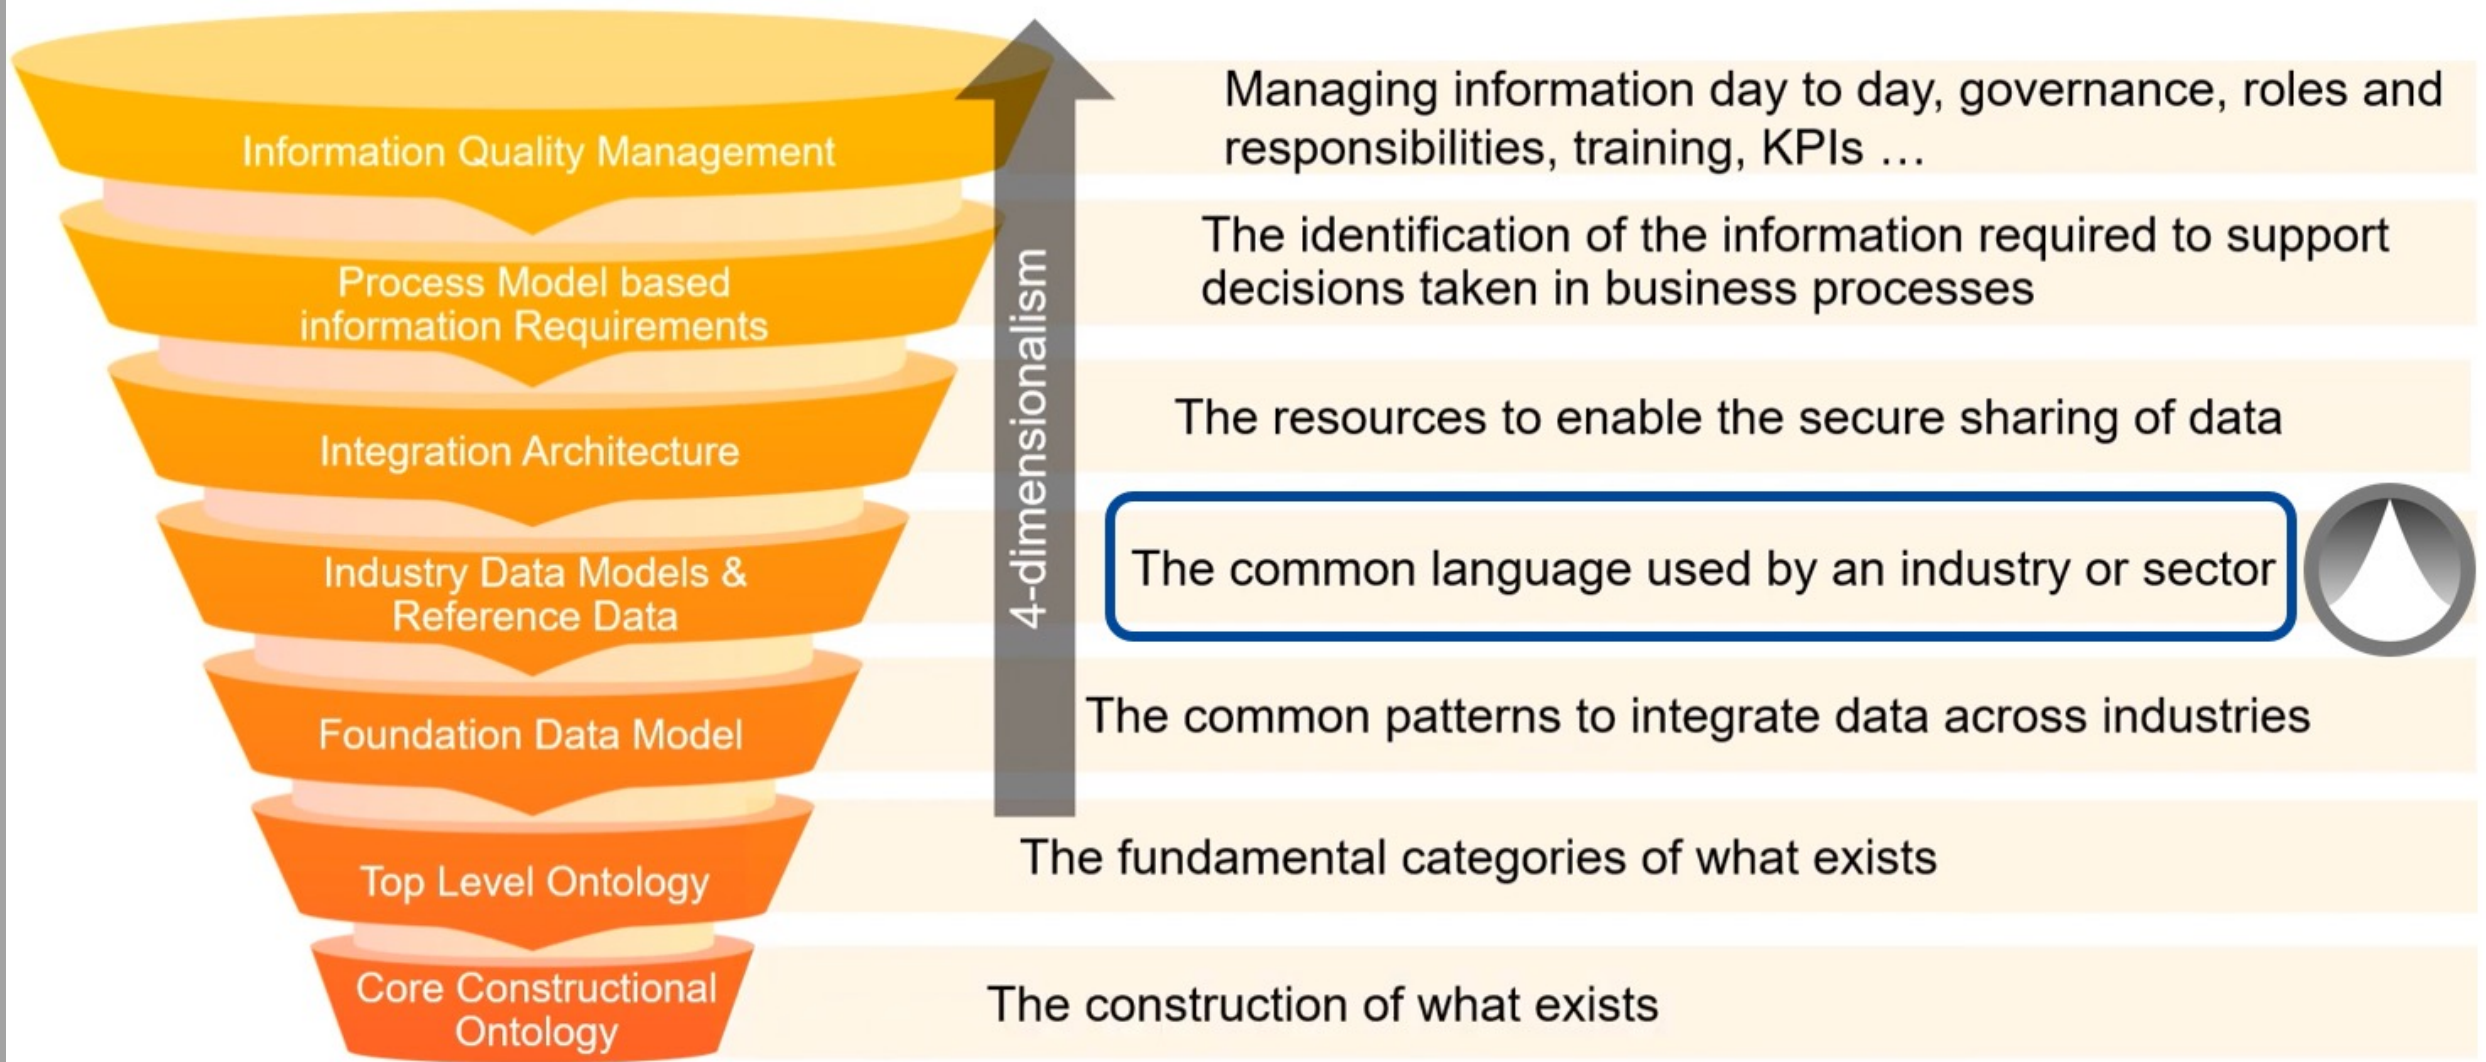 Information Quality Management
Managing information day to day, governance, roles and
responsibilities, training, KPIs …
Process Model based
information Requirements
The identification of the information required to support
decisions taken in business processes
Integration Architecture
The resources to enable the secure sharing of data
Industry Data Models &
Reference Data
The common language used by an industry or sector
Foundation Data Model
The common patterns to integrate data across industries
Top Level Ontology
The fundamental categories of what exists
Core Constructional
Ontology
The construction of what exists
4-dimensionalism